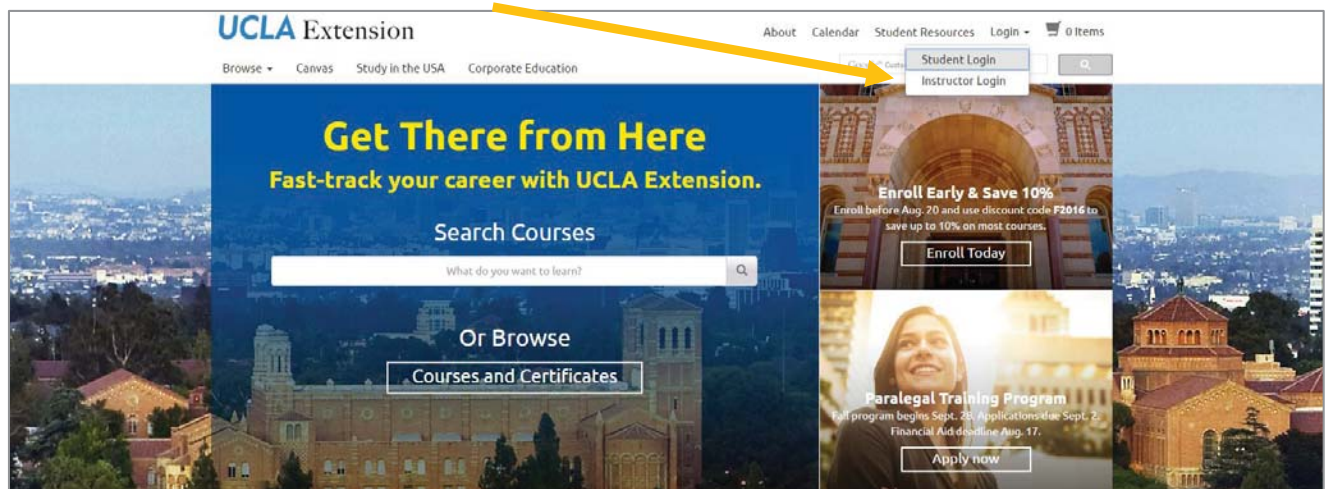 UCLA Extension
About Calendar Student Resources Login 0 Items
Browse Canvas Study in the USA Corporate Education
Student Login
Instructor Login
Get There from Here
Fast-track your career with UCLA Extension.
Search Courses
What do you want to learn?
Or Browse
Courses and Certificates
Enroll Early & Save 10%
Enroll before Aug. 20 and use discount code F2016 to
save up to 10% on most courses.
Enroll Today
Paralegal Training Program
Fall program begins Sept. 28. Applications due Sept. 2.
Financial Aid deadline Aug. 17.
Apply now